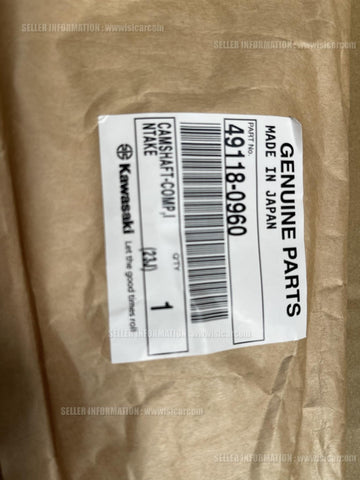 SELLER INFORMATION : www.isicar.com
GENUINE PARTS
MADE IN JAPAN
PART No.
49118-0960
CAMSHAFT-COMP,I
NTAKE
QTY
(23J) 1
Kawasaki Let the good times roll
SELLER INFORMATION : www.isicar.com
SELLER INFORMATION : www.isicar.com
SELLER INFORMATION : www.isicar.com